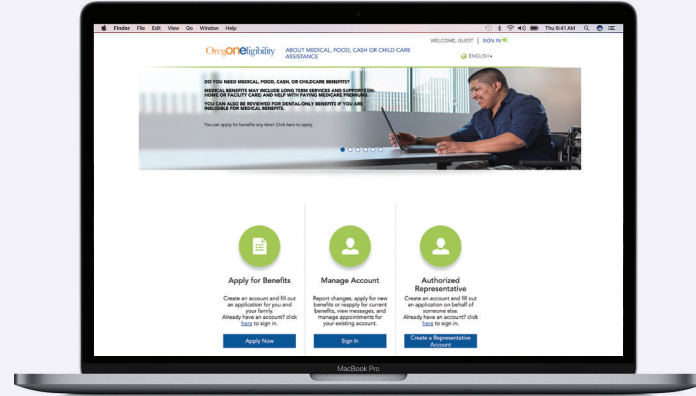 Finder File Edit View Go Window Help
Thu 9:41 AM
WELCOME, GUEST | SIGN IN
OregONEligibility
ABOUT MEDICAL, FOOD, CASH OR CHILD CARE
ASSISTANCE
ENGLISH
DO YOU NEED MEDICAL, FOOD, CASH, OR CHILDCARE BENEFITS?
MEDICAL BENEFITS MAY INCLUDE LONG TERM SERVICES AND SUPPORTS (IN-
HOME OR FACILITY CARE) AND HELP WITH PAYING MEDICARE PREMIUMS.
YOU CAN ALSO BE REVIEWED FOR DENTAL-ONLY BENEFITS IF YOU ARE
INELIGIBLE FOR MEDICAL BENEFITS.
You can apply for benefits any time! Click here to apply.
Apply for Benefits
Create an account and fill out
an application for you and
your family.
Already have an account? click
here to sign in.
Apply Now
Manage Account
Report changes, apply for new
benefits or reapply for current
benefits, view messages, and
manage appointments for
your existing account.
Sign In
Authorized
Representative
Create an account and fill out
an application on behalf of
someone else.
Already have an account? click
here to sign in.
Create a Representative
Account
MacBook Pro